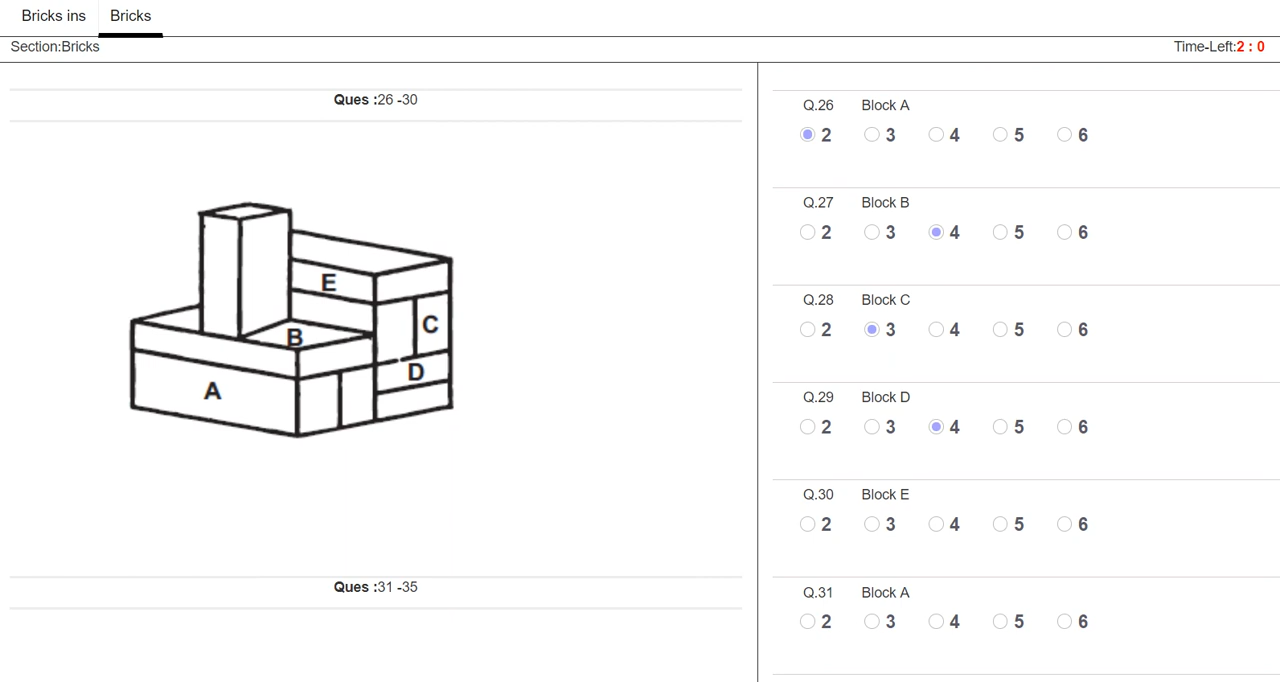 Bricks ins Bricks
Section:Bricks Time-Left:2 : 0
Ques :26 -30
E
B
C
D
A
Ques :31 -35
Q.26 Block A
2 3 4 5 6
Q.27 Block B
2 3 4 5 6
Q.28 Block C
2 3 4 5 6
Q.29 Block D
2 3 4 5 6
Q.30 Block E
2 3 4 5 6
Q.31 Block A
2 3 4 5 6